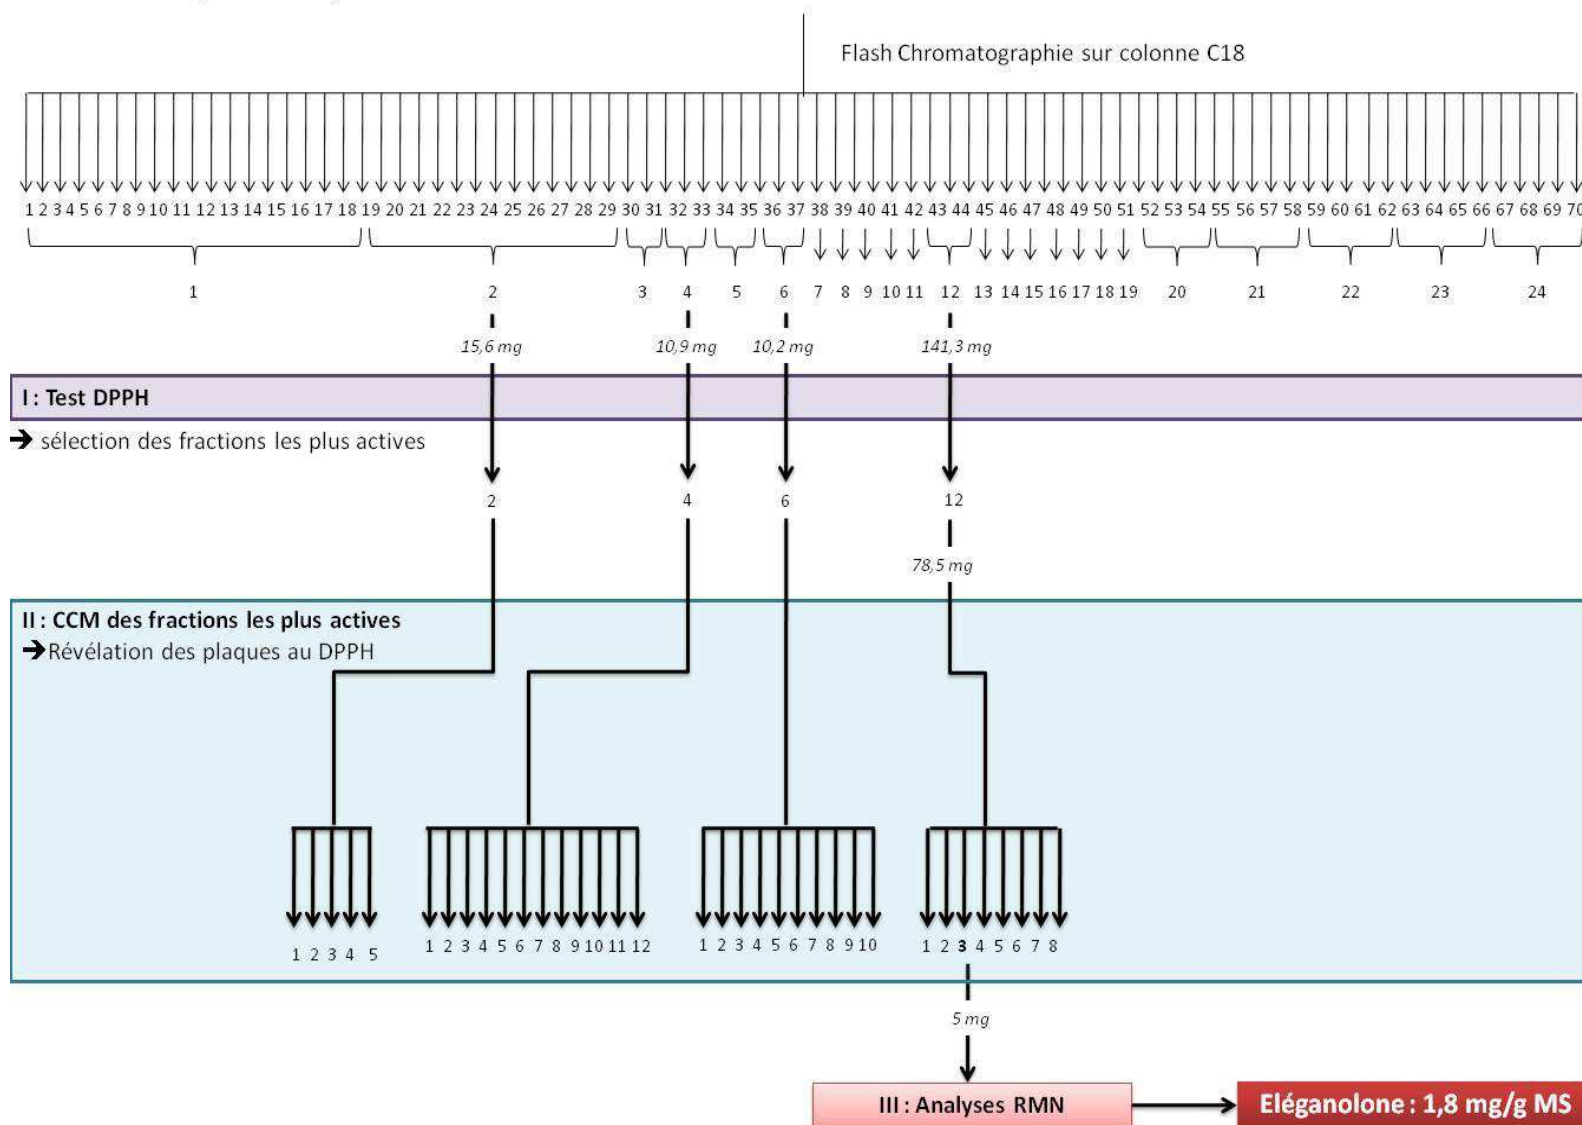 Flash Chromatographie sur colonne C18
1 2 3 4 5 6 7 8 9 10 11 12 13 14 15 16 17 18 19 20 21 22 23 24 25 26 27 28 29 30 31 32 33 34 35 36 37 38 39 40 41 42 43 44 45 46 47 48 49 50 51 52 53 54 55 56 57 58 59 60 61 62 63 64 65 66 67 68 69 70
1 2 3 4 5 6 7 8 9 10 11 12 13 14 15 16 17 18 19 20 21 22 23 24
15,6 mg 10,9 mg 10,2 mg 141,3 mg
I : Test DPPH
➔ sélection des fractions les plus actives
2 4 6 12
78,5 mg
II : CCM des fractions les plus actives
➔Révélation des plaques au DPPH
1 2 3 4 5 1 2 3 4 5 6 7 8 9 10 11 12 1 2 3 4 5 6 7 8 9 10 1 2 3 4 5 6 7 8
5 mg
III : Analyses RMN Eléganolone : 1,8 mg/g MS